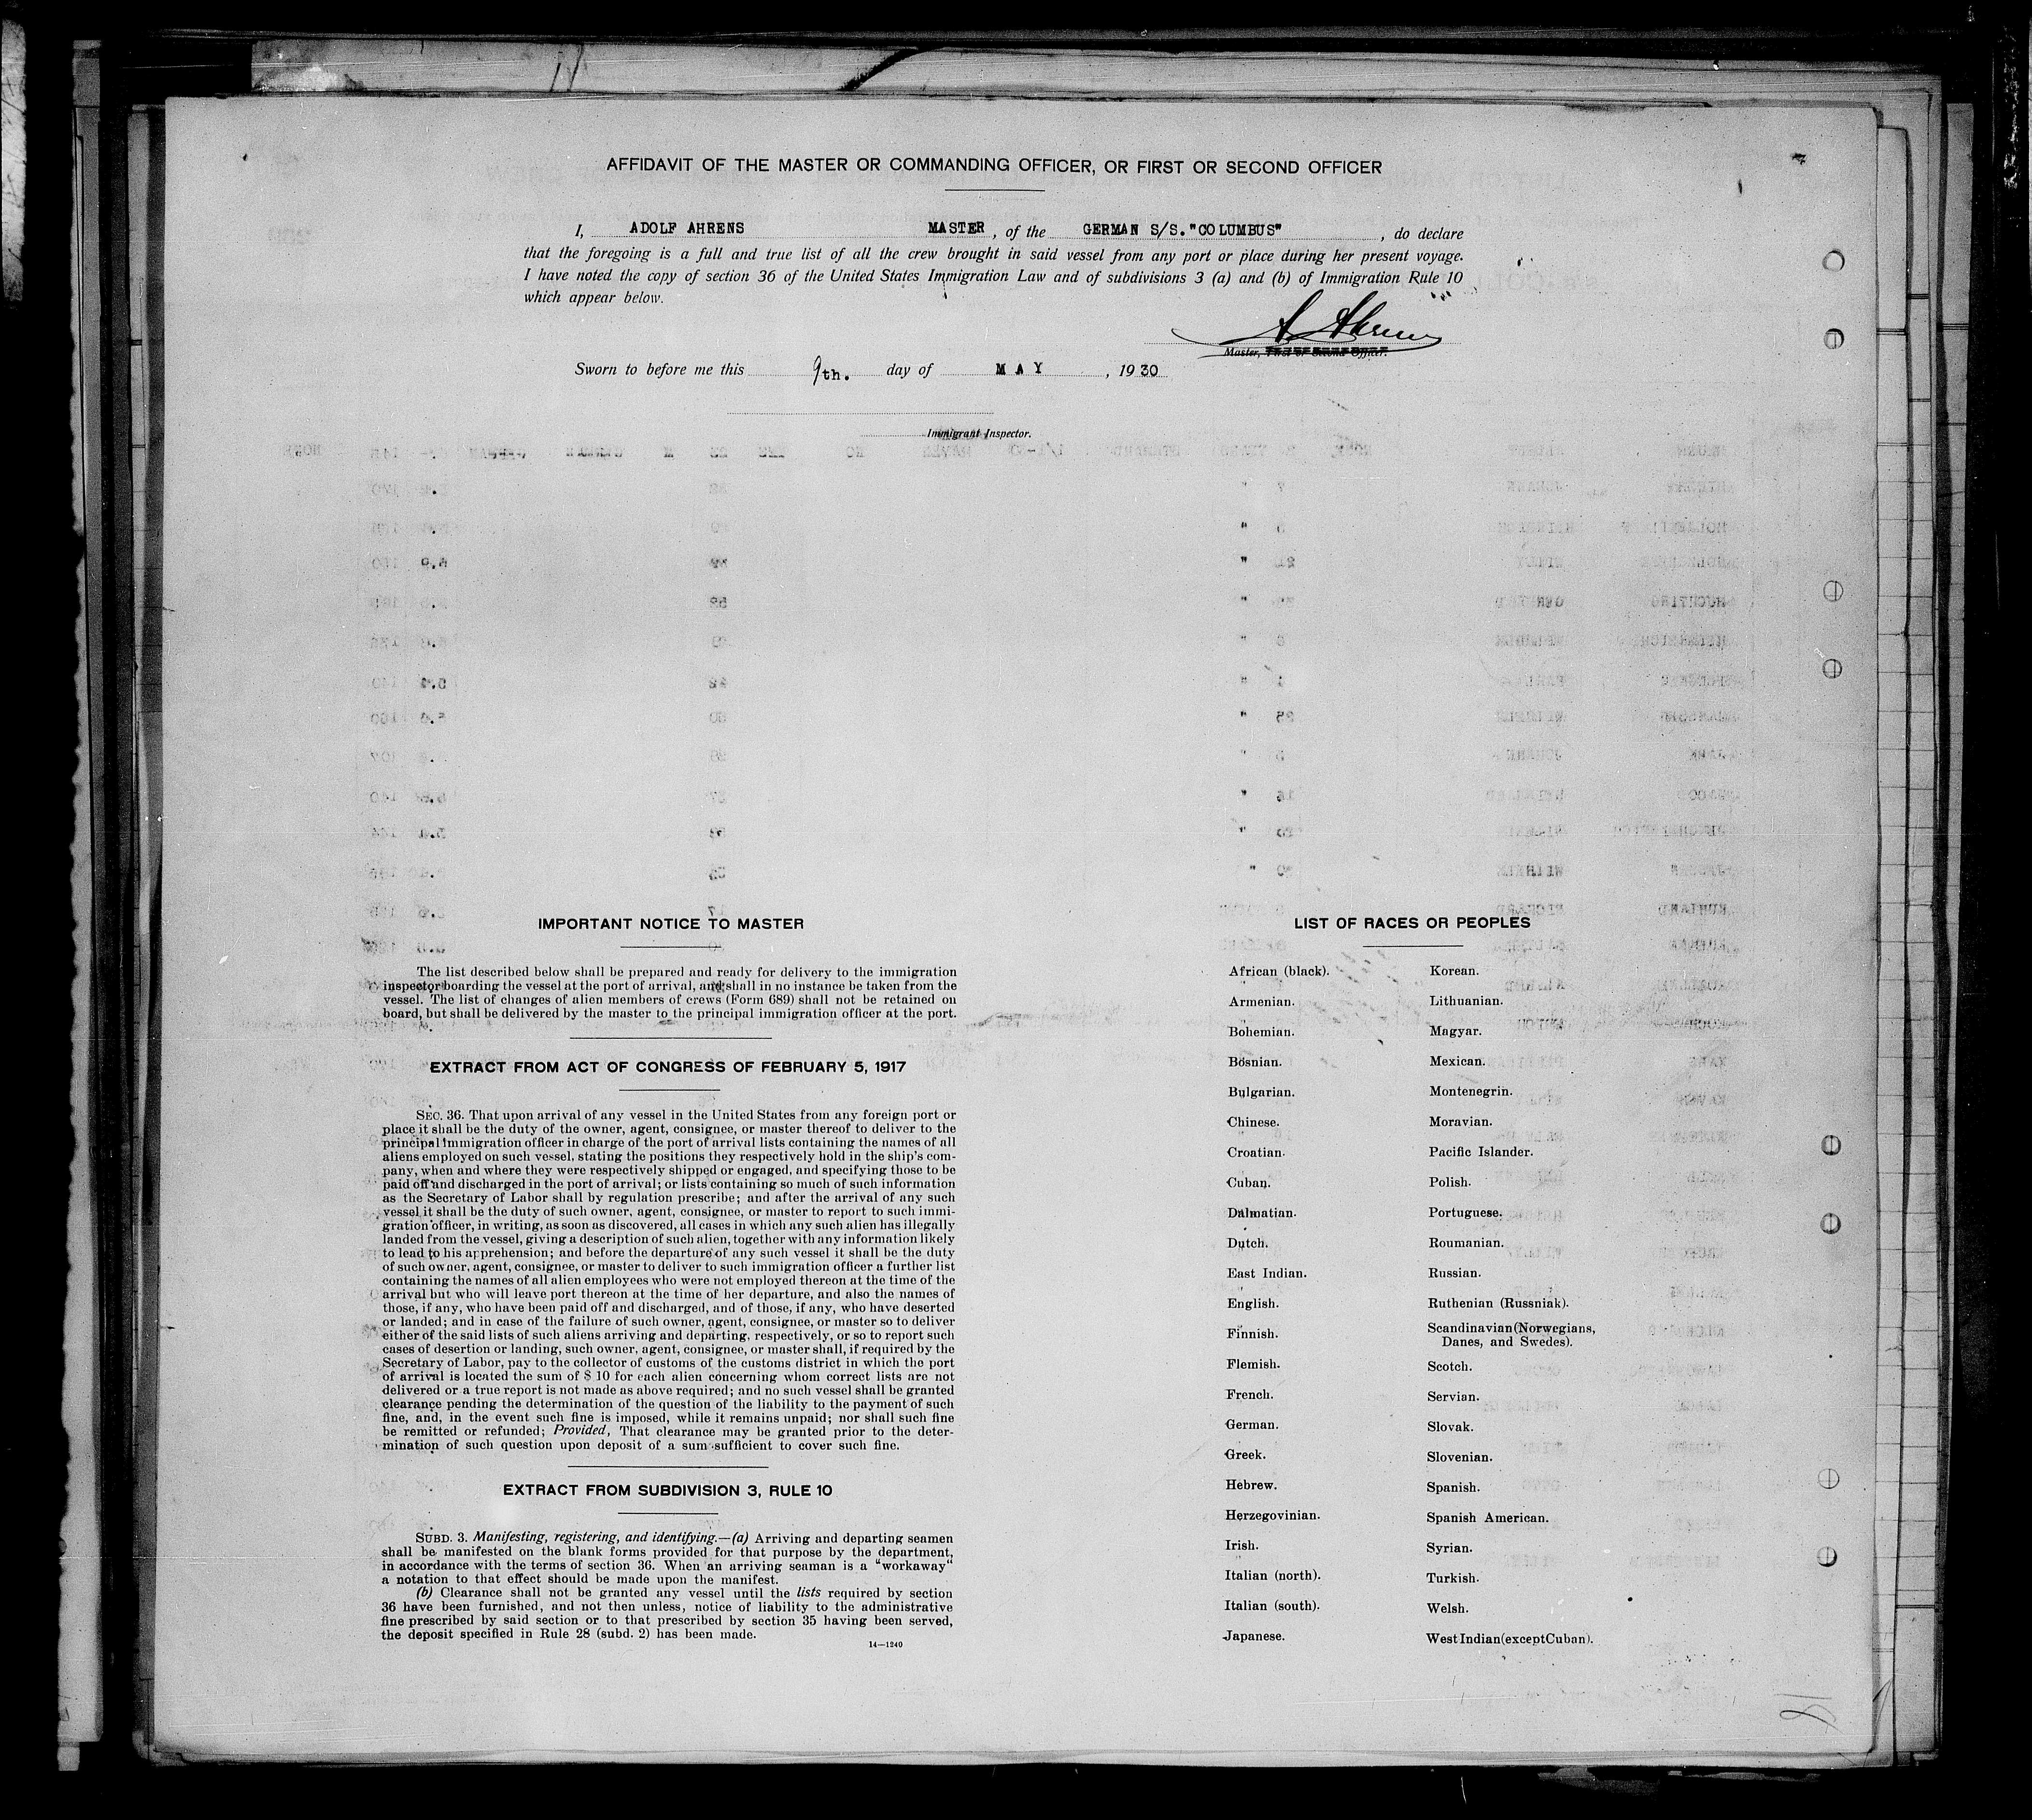 AFFIDAVIT OF THE MASTER OR COMMANDING OFFICER, OR FIRST OR SECOND OFFICER
I, ADOLF AHRENS MASTER, of the GERMAN S/S."COLUMBUS", do declare
that the foregoing is a full and true list of all the crew brought in said vessel from any port or place during her present voyage.
I have noted the copy of section 36 of the United States Immigration Law and of subdivisions 3 (a) and (b) of Immigration Rule 10
which appear below.
A. Ahrens
Master, First or Second Officer.
Sworn to before me this 9th. day of MAY, 1930
Immigrant Inspector.
IMPORTANT NOTICE TO MASTER
The list described below shall be prepared and ready for delivery to the immigration
inspector boarding the vessel at the port of arrival, and shall in no instance be taken from the
vessel. The list of changes of alien members of crews (Form 689) shall not be retained on
board, but shall be delivered by the master to the principal immigration officer at the port.
EXTRACT FROM ACT OF CONGRESS OF FEBRUARY 5, 1917
SEC. 36. That upon arrival of any vessel in the United States from any foreign port or
place it shall be the duty of the owner, agent, consignee, or master thereof to deliver to the
principal immigration officer in charge of the port of arrival lists containing the names of all
aliens employed on such vessel, stating the positions they respectively hold in the ship's com-
pany, when and where they were respectively shipped or engaged, and specifying those to be
paid off and discharged in the port of arrival; or lists containing so much of such information
as the Secretary of Labor shall by regulation prescribe; and after the arrival of any such
vessel it shall be the duty of such owner, agent, consignee, or master to report to such immi-
gration officer, in writing, as soon as discovered, all cases in which any such alien has illegally
landed from the vessel, giving a description of such alien, together with any information likely
to lead to his apprehension; and before the departure of any such vessel it shall be the duty
of such owner, agent, consignee, or master to deliver to such immigration officer a further list
containing the names of all alien employees who were not employed thereon at the time of the
arrival but who will leave port thereon at the time of her departure, and also the names of
those, if any, who have been paid off and discharged, and of those, if any, who have deserted
or landed; and in case of the failure of such owner, agent, consignee, or master so to deliver
either of the said lists of such aliens arriving and departing, respectively, or so to report such
cases of desertion or landing, such owner, agent, consignee, or master shall, if required by the
Secretary of Labor, pay to the collector of customs of the customs district in which the port
of arrival is located the sum of $ 10 for each alien concerning whom correct lists are not
delivered or a true report is not made as above required; and no such vessel shall be granted
clearance pending the determination of the question of the liability to the payment of such
fine, and, in the event such fine is imposed, while it remains unpaid; nor shall such fine
be remitted or refunded; Provided, That clearance may be granted prior to the deter-
mination of such question upon deposit of a sum sufficient to cover such fine.
EXTRACT FROM SUBDIVISION 3, RULE 10
SUBD. 3. Manifesting, registering, and identifying.—(a) Arriving and departing seamen
shall be manifested on the blank forms provided for that purpose by the department,
in accordance with the terms of section 36. When an arriving seaman is a "workaway"
a notation to that effect should be made upon the manifest.
(b) Clearance shall not be granted any vessel until the lists required by section
36 have been furnished, and not then unless, notice of liability to the administrative
fine prescribed by said section or to that prescribed by section 35 having been served,
the deposit specified in Rule 28 (subd. 2) has been made.
14—1240
LIST OF RACES OR PEOPLES
African (black).
Armenian.
Bohemian.
Bosnian.
Bulgarian.
Chinese.
Croatian.
Cuban.
Dalmatian.
Dutch.
East Indian.
English.
Finnish.
Flemish.
French.
German.
Greek.
Hebrew.
Herzegovinian.
Irish.
Italian (north).
Italian (south).
Japanese.
Korean.
Lithuanian.
Magyar.
Mexican.
Montenegrin.
Moravian.
Pacific Islander.
Polish.
Portuguese.
Roumanian.
Russian.
Ruthenian (Russniak).
Scandinavian (Norwegians,
Danes, and Swedes).
Scotch.
Servian.
Slovak.
Slovenian.
Spanish.
Spanish American.
Syrian.
Turkish.
Welsh.
West Indian (except Cuban).